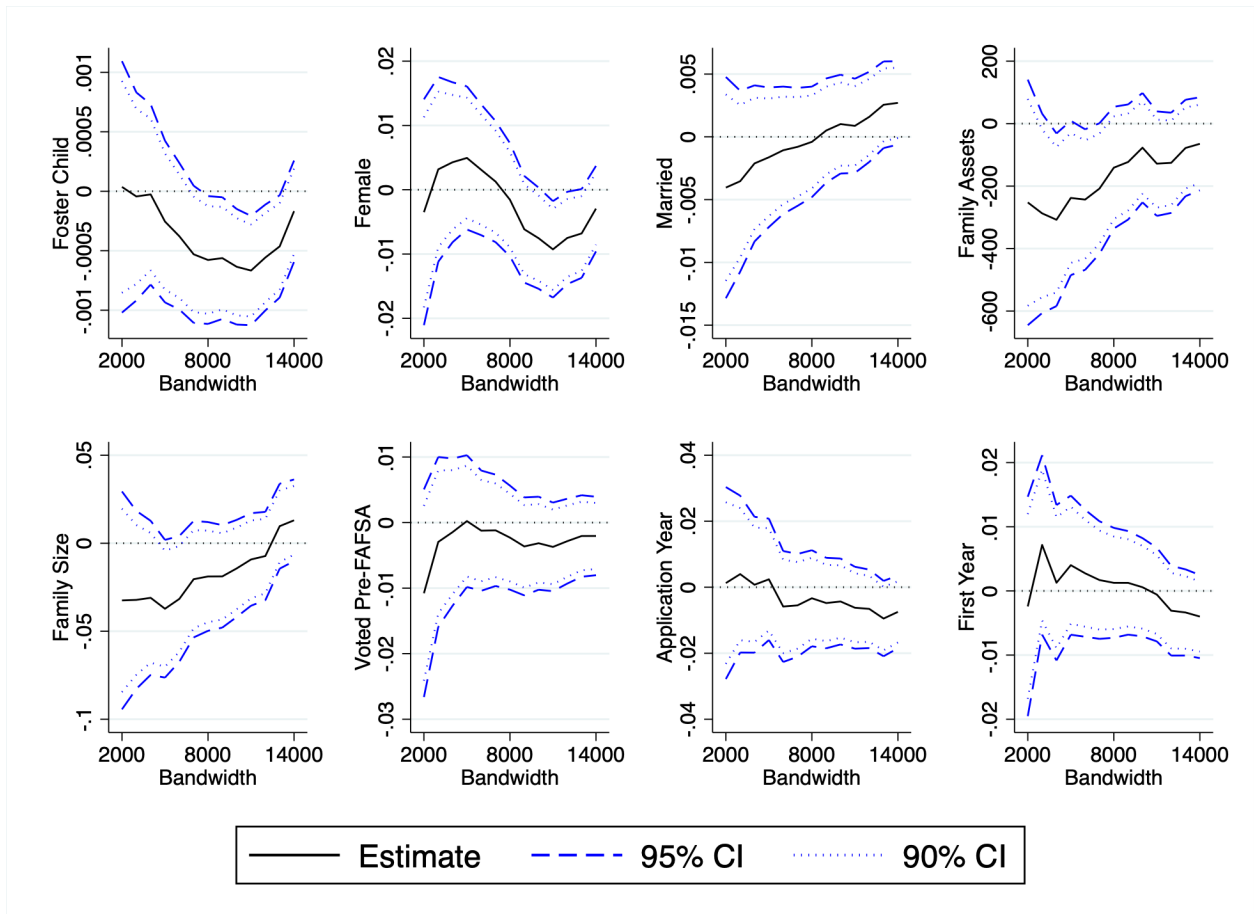 Foster Child
.001
.0005
0
-.0005
-.001
2000 8000 14000
Bandwidth
Female
.02
.01
0
-.01
-.02
2000 8000 14000
Bandwidth
Married
.005
0
-.005
-.01
-.015
2000 8000 14000
Bandwidth
Family Assets
200
0
-200
-400
-600
2000 8000 14000
Bandwidth
Family Size
.05
0
-.05
-.1
2000 8000 14000
Bandwidth
Voted Pre-FAFSA
.01
0
-.01
-.02
-.03
2000 8000 14000
Bandwidth
Application Year
.04
.02
0
-.02
-.04
2000 8000 14000
Bandwidth
First Year
.02
.01
0
-.01
-.02
2000 8000 14000
Bandwidth
Estimate 95% CI 90% CI